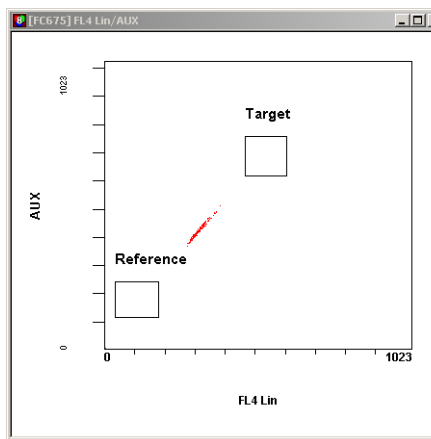 [FC675] FL4 Lin/AUX
1023
Target
AUX
Reference
0
0
1023
FL4 Lin